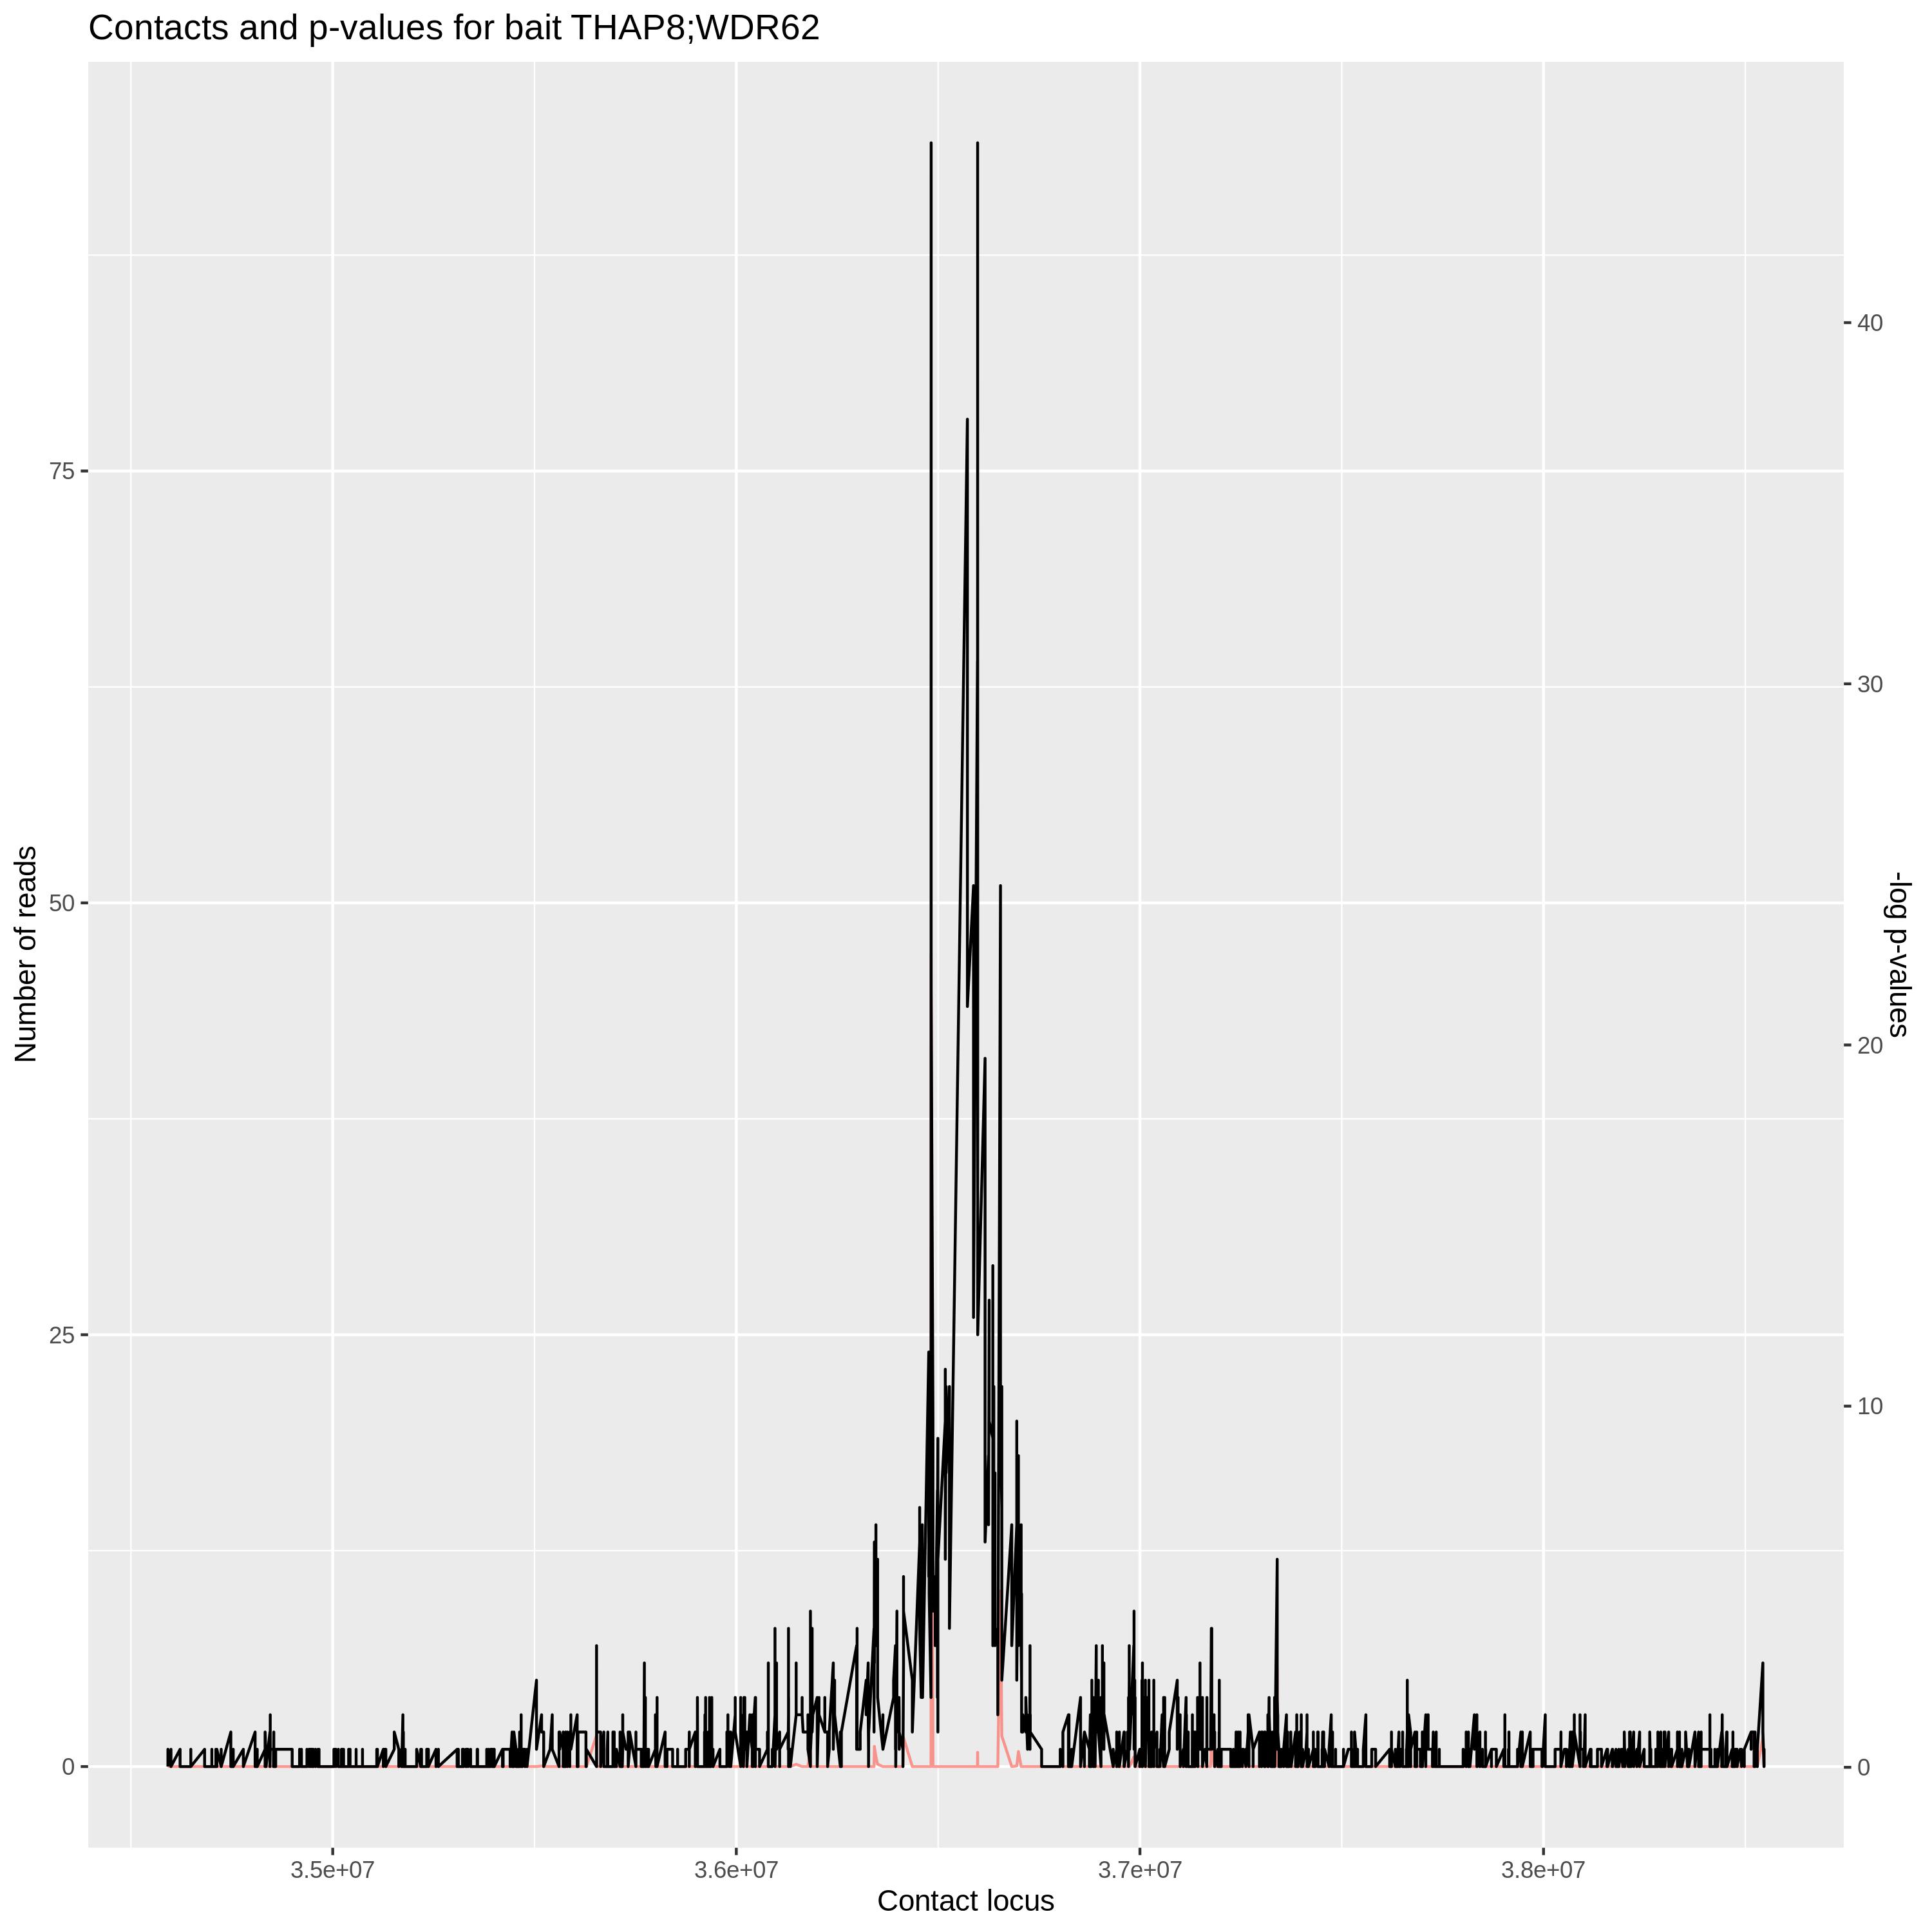 Contacts and p-values for bait THAP8;WDR62
Number of reads
75
50
25
0
40
30
20
10
0
-log p-values
3.5e+07
3.6e+07
3.7e+07
3.8e+07
Contact locus